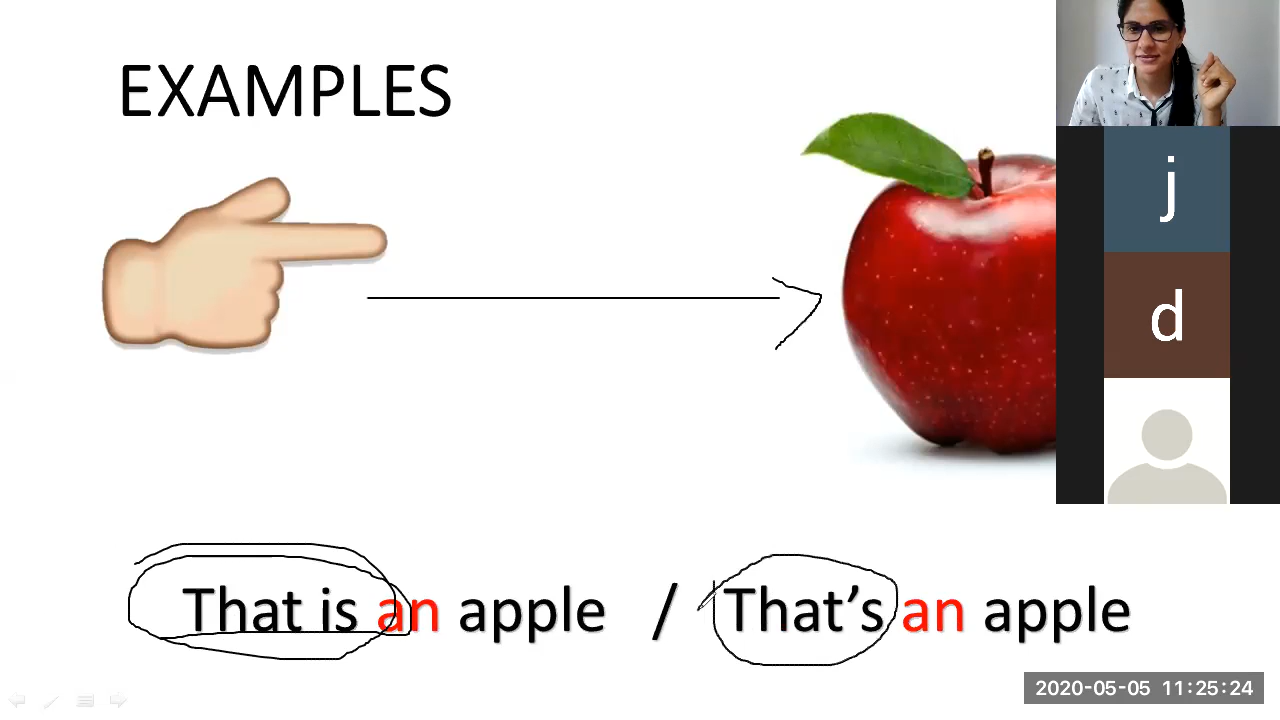 EXAMPLES
j
d
That is an apple / That’s an apple
2020-05-05 11:25:24